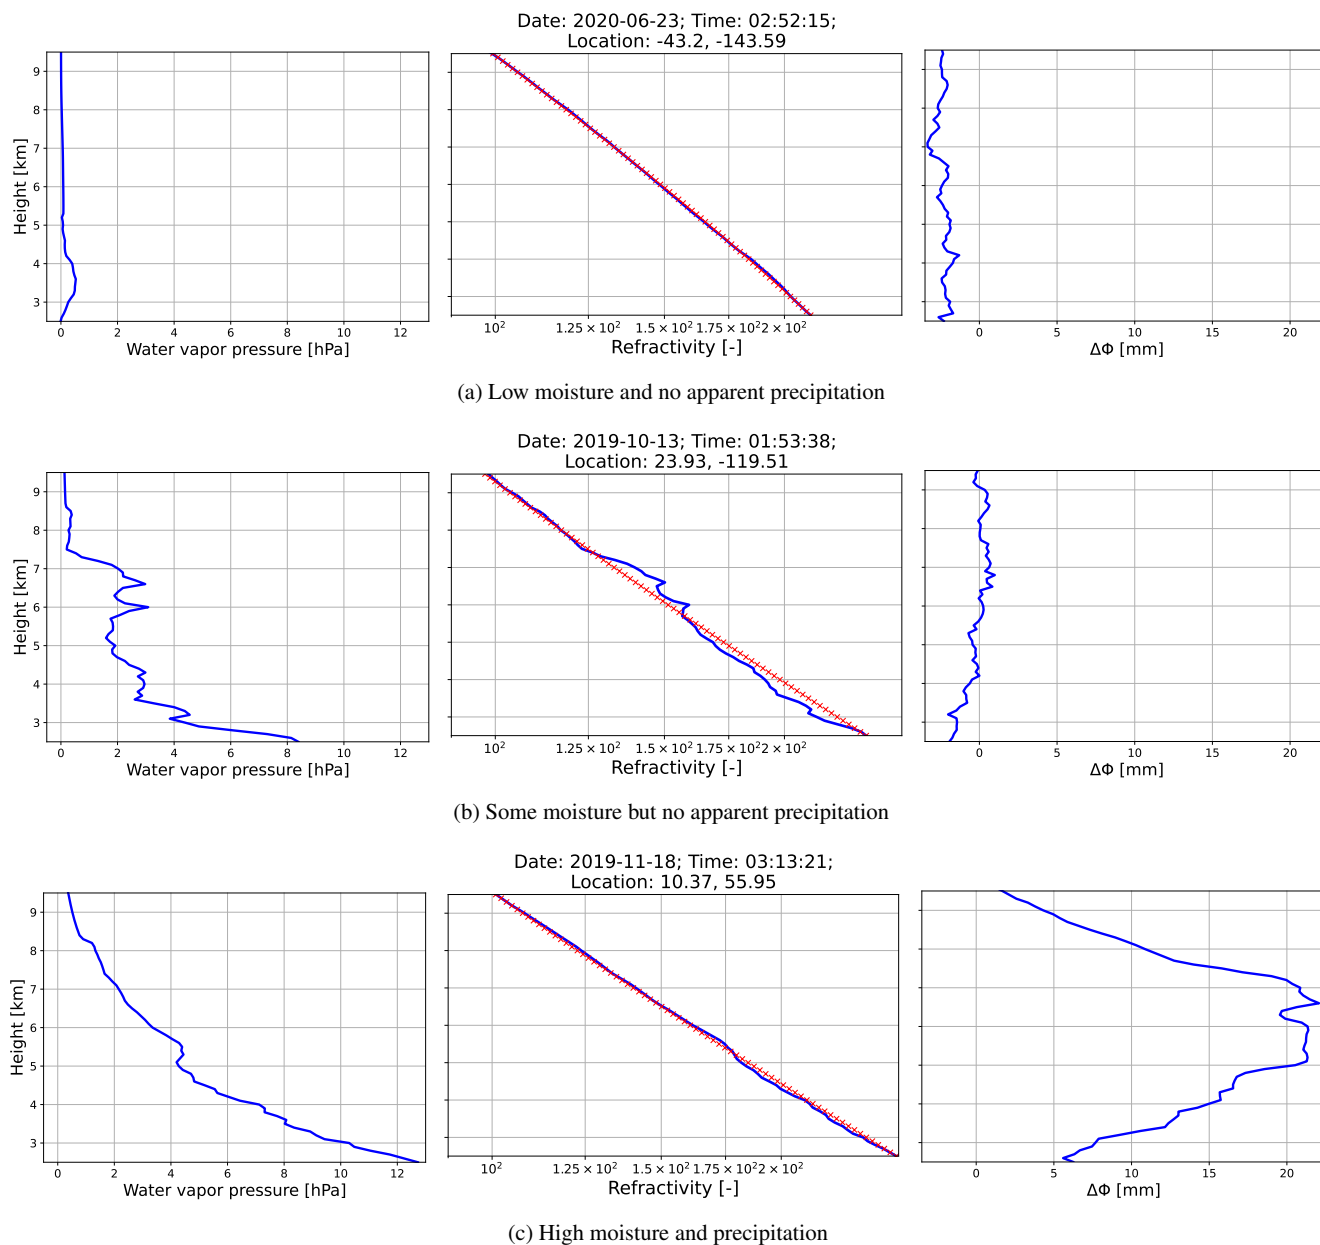 Date: 2020-06-23; Time: 02:52:15;
Location: -43.2, -143.59
9
8
7
6
5
4
3
Height [km]
0 2 4 6 8 10 12
Water vapor pressure [hPa]
10² 1.25 × 10² 1.5 × 10² 1.75 × 10² 2 × 10²
Refractivity [-]
0 5 10 15 20
ΔΦ [mm]
(a) Low moisture and no apparent precipitation
Date: 2019-10-13; Time: 01:53:38;
Location: 23.93, -119.51
9
8
7
6
5
4
3
Height [km]
0 2 4 6 8 10 12
Water vapor pressure [hPa]
10² 1.25 × 10² 1.5 × 10² 1.75 × 10² 2 × 10²
Refractivity [-]
0 5 10 15 20
ΔΦ [mm]
(b) Some moisture but no apparent precipitation
Date: 2019-11-18; Time: 03:13:21;
Location: 10.37, 55.95
9
8
7
6
5
4
3
Height [km]
0 2 4 6 8 10 12
Water vapor pressure [hPa]
10² 1.25 × 10² 1.5 × 10² 1.75 × 10² 2 × 10²
Refractivity [-]
0 5 10 15 20
ΔΦ [mm]
(c) High moisture and precipitation